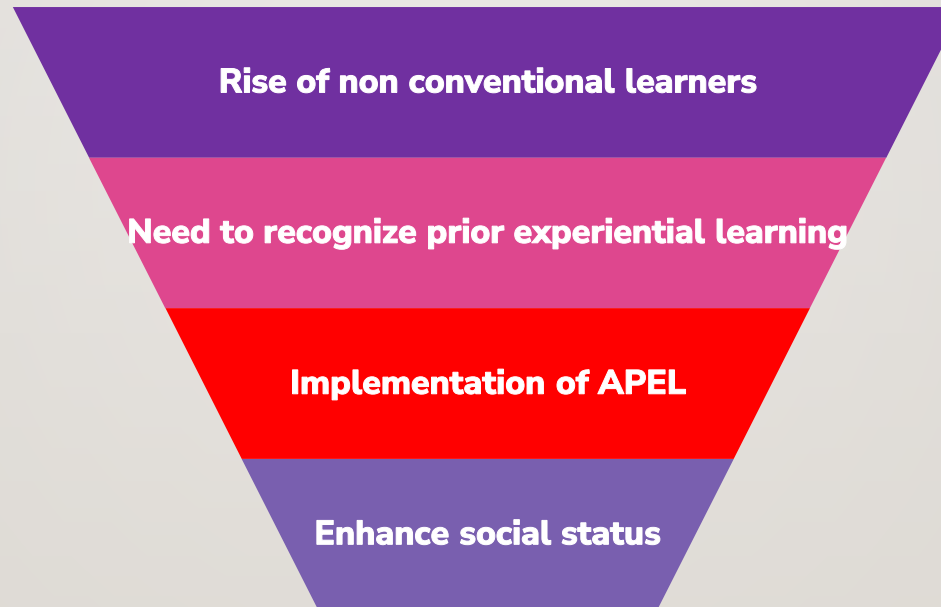 Rise of non conventional learners
Need to recognize prior experiential learning
Implementation of APEL
Enhance social status